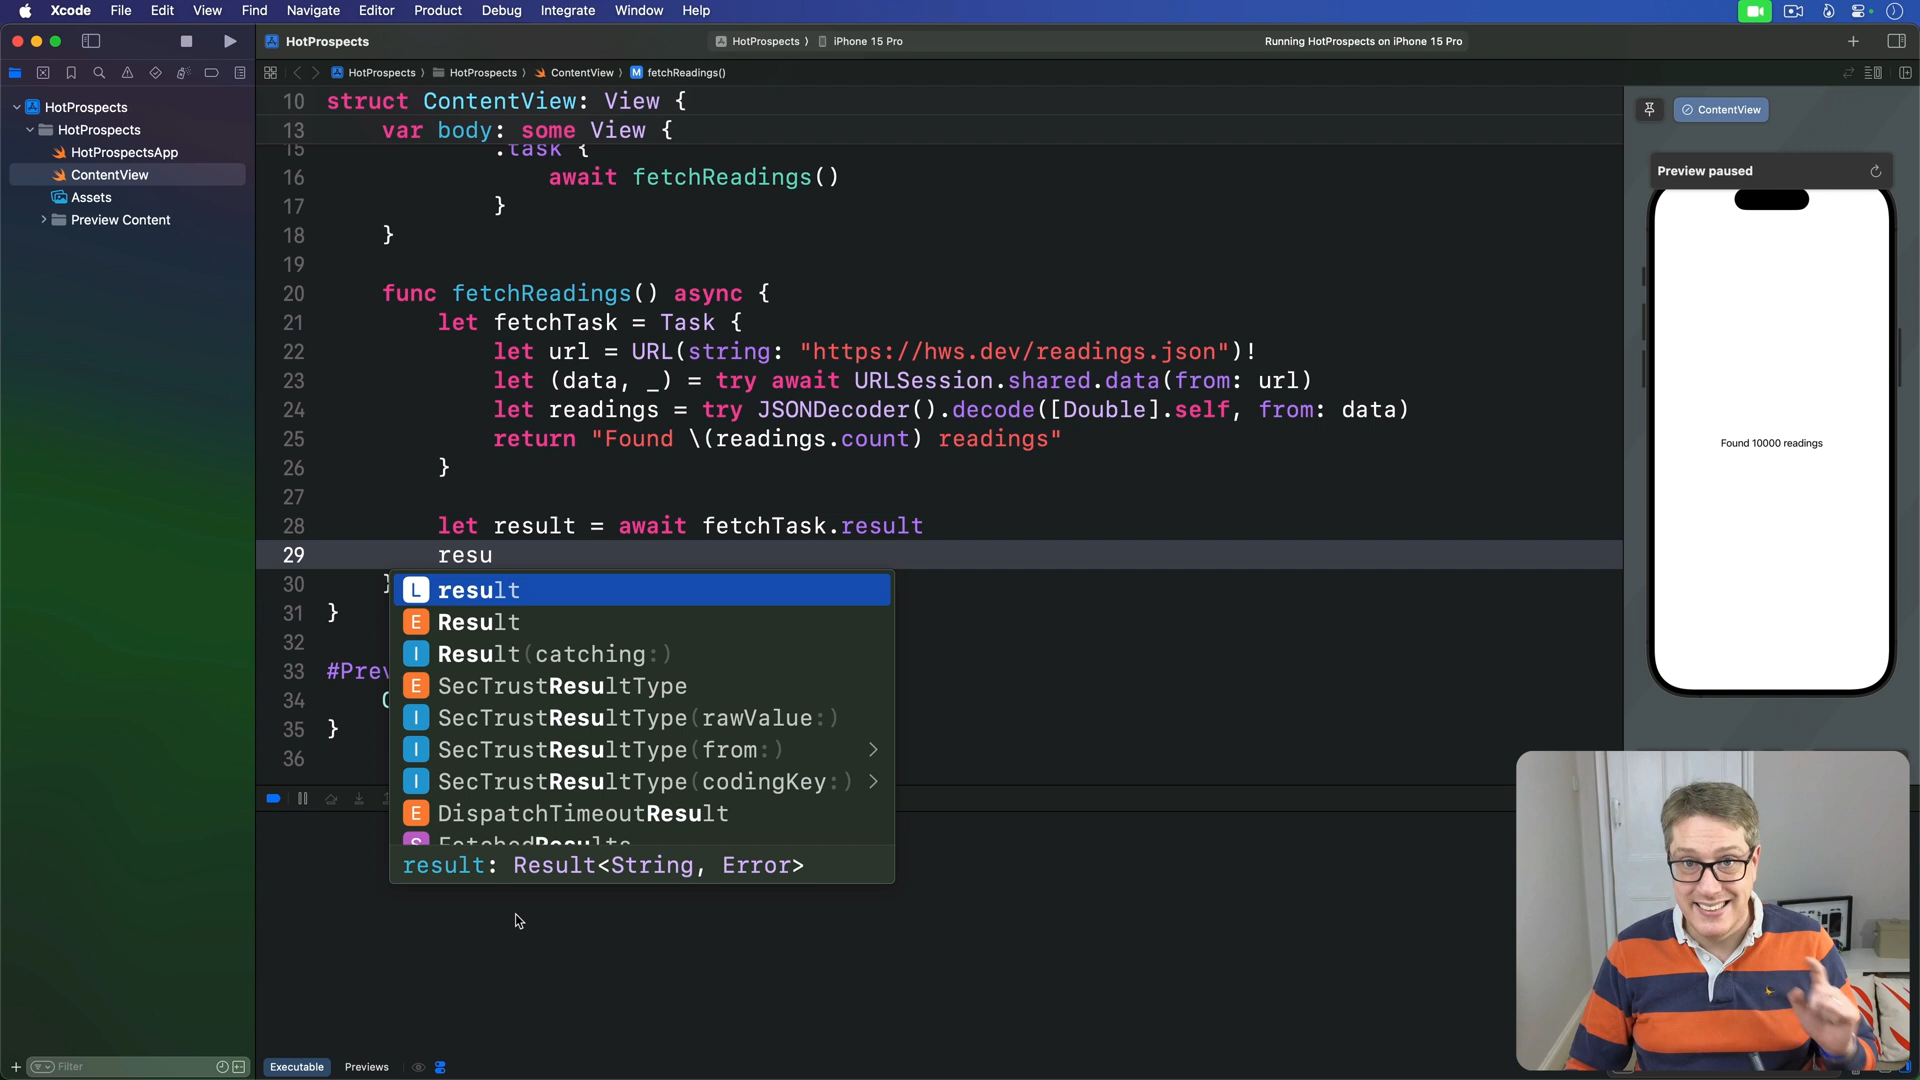 Xcode File Edit View Find Navigate Editor Product Debug Integrate Window Help
HotProspects
HotProspects 〉 iPhone 15 Pro
Running HotProspects on iPhone 15 Pro
HotProspects 〉 HotProspects 〉 ContentView 〉 M fetchReadings()
HotProspects
HotProspects
HotProspectsApp
ContentView
Assets
Preview Content
10 struct ContentView: View {
13 var body: some View {
15 .task {
16 await fetchReadings()
17 }
18 }
19
20 func fetchReadings() async {
21 let fetchTask = Task {
22 let url = URL(string: "https://hws.dev/readings.json")!
23 let (data, _) = try await URLSession.shared.data(from: url)
24 let readings = try JSONDecoder().decode([Double].self, from: data)
25 return "Found \(readings.count) readings"
26 }
27
28 let result = await fetchTask.result
29 resu
30 }
31 }
32
33 #Prev
34
35 }
36
L result
E Result
I Result(catching:)
E SecTrustResultType
I SecTrustResultType(rawValue:)
I SecTrustResultType(from:)
I SecTrustResultType(codingKey:)
E DispatchTimeoutResult
S FetchedResults
result: Result<String, Error>
ContentView
Preview paused
Found 10000 readings
Filter
Executable Previews